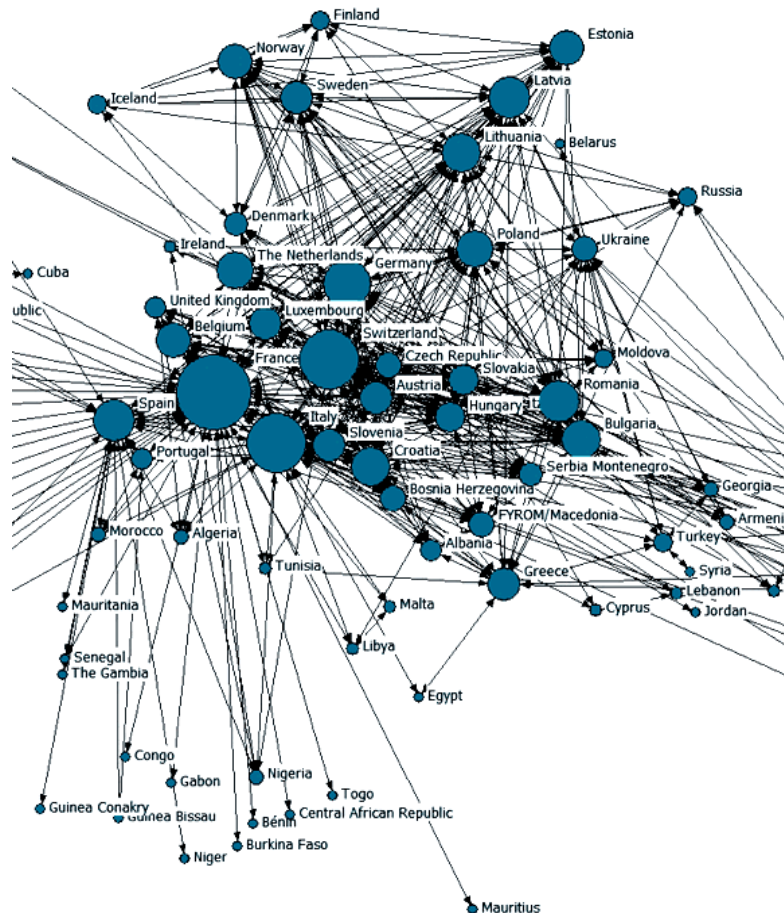 Finland
Norway
Estonia
Sweden
Latvia
Iceland
Lithuania
Belarus
Russia
Denmark
Ireland
The Netherlands
Poland
Ukraine
Germany
Cuba
United Kingdom
ublic
Luxembourg
Belgium
Switzerland
France
Czech Republic
Slovakia
Moldova
Austria
Romania
Spain
Italy
Hungary
Bulgaria
Slovenia
Portugal
Croatia
Serbia Montenegro
Bosnia Herzegovina
Georgia
FYROM/Macedonia
Armeni
Morocco
Algeria
Albania
Turkey
Tunisia
Greece
Syria
Mauritania
Malta
Cyprus
Lebanon
Jordan
Libya
Senegal
The Gambia
Egypt
Congo
Gabon
Nigeria
Togo
Guinea Conakry
Guinea Bissau
Bénin
Central African Republic
Burkina Faso
Niger
Mauritius